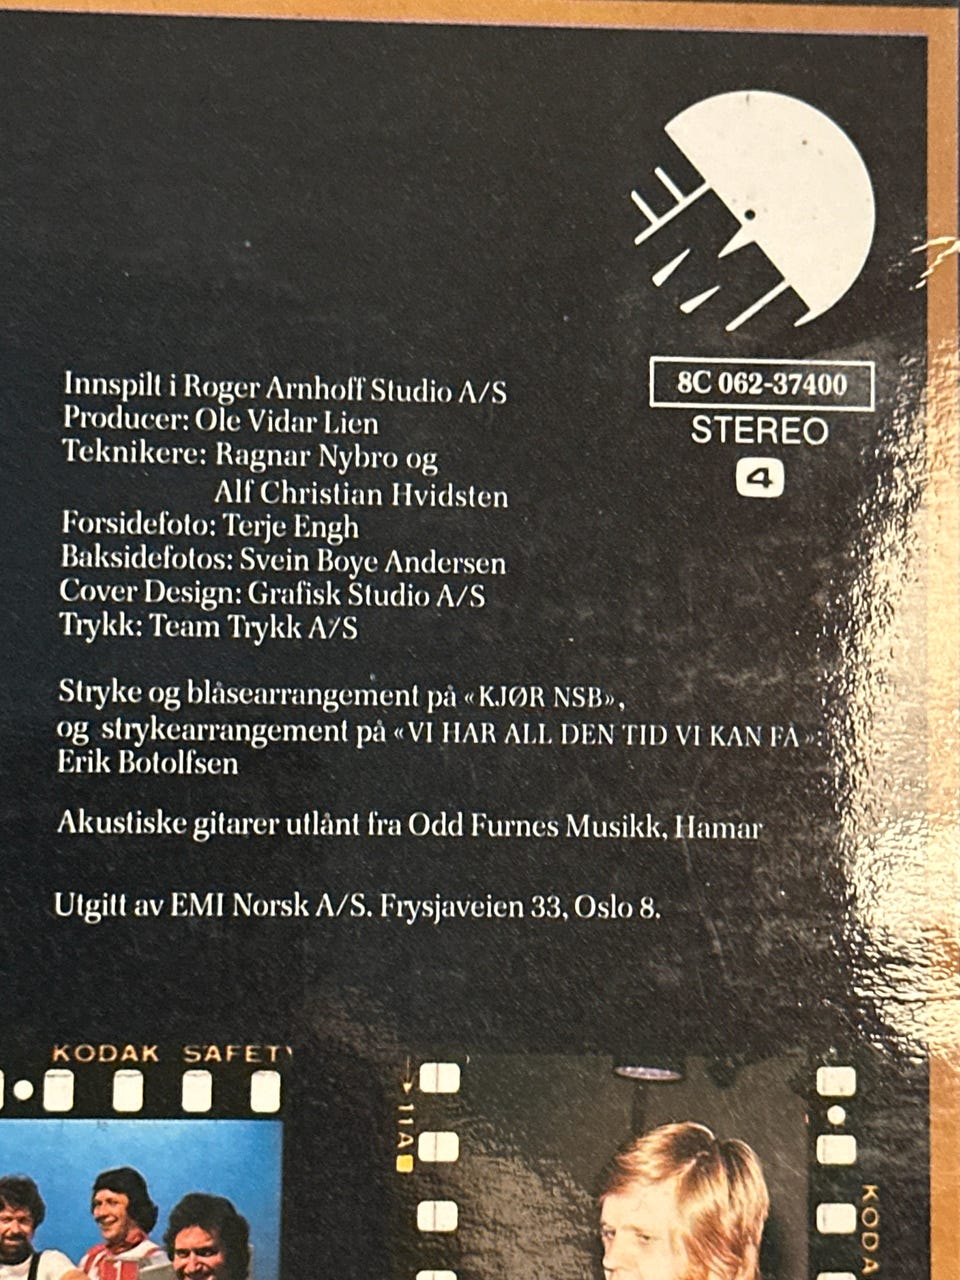 EMI
8C 062-37400
STEREO
4
Innspilt i Roger Arnhoff Studio A/S
Producer: Ole Vidar Lien
Teknikere: Ragnar Nybro og
Alf Christian Hvidsten
Forsidefoto: Terje Engh
Baksidefotos: Svein Boye Andersen
Cover Design: Grafisk Studio A/S
Trykk: Team Trykk A/S
Stryke og blåsearrangement på «KJØR NSB»,
og strykearrangement på «VI HAR ALL DEN TID VI KAN FÅ»:
Erik Botolfsen
Akustiske gitarer utlånt fra Odd Furnes Musikk, Hamar
Utgitt av EMI Norsk A/S. Frysjaveien 33, Oslo 8.
KODAK SAFETY
11A
KODA